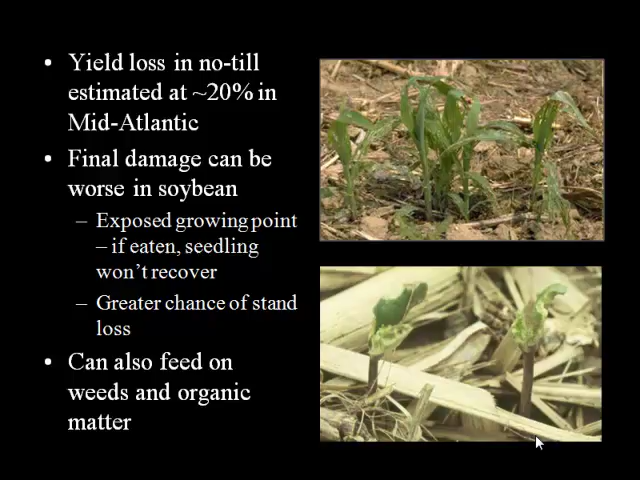 • Yield loss in no-till
estimated at ~20% in
Mid-Atlantic
• Final damage can be
worse in soybean
– Exposed growing point
– if eaten, seedling
won't recover
– Greater chance of stand
loss
• Can also feed on
weeds and organic
matter